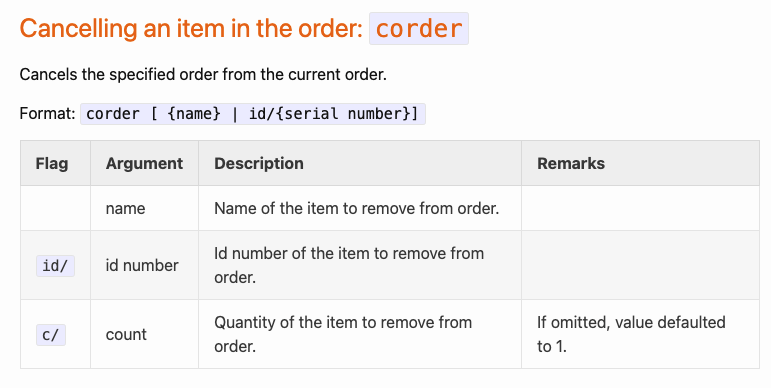 Cancelling an item in the order: corder
Cancels the specified order from the current order.
Format: corder [ {name} | id/{serial number}]
Flag Argument Description Remarks
name Name of the item to remove from order.
id/ id number Id number of the item to remove from
order.
c/ count Quantity of the item to remove from
order. If omitted, value defaulted
to 1.